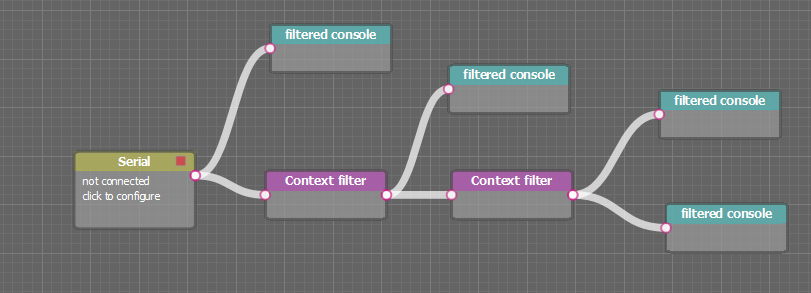 filtered console
filtered console
filtered console
Serial
not connected
click to configure
Context filter
Context filter
filtered console